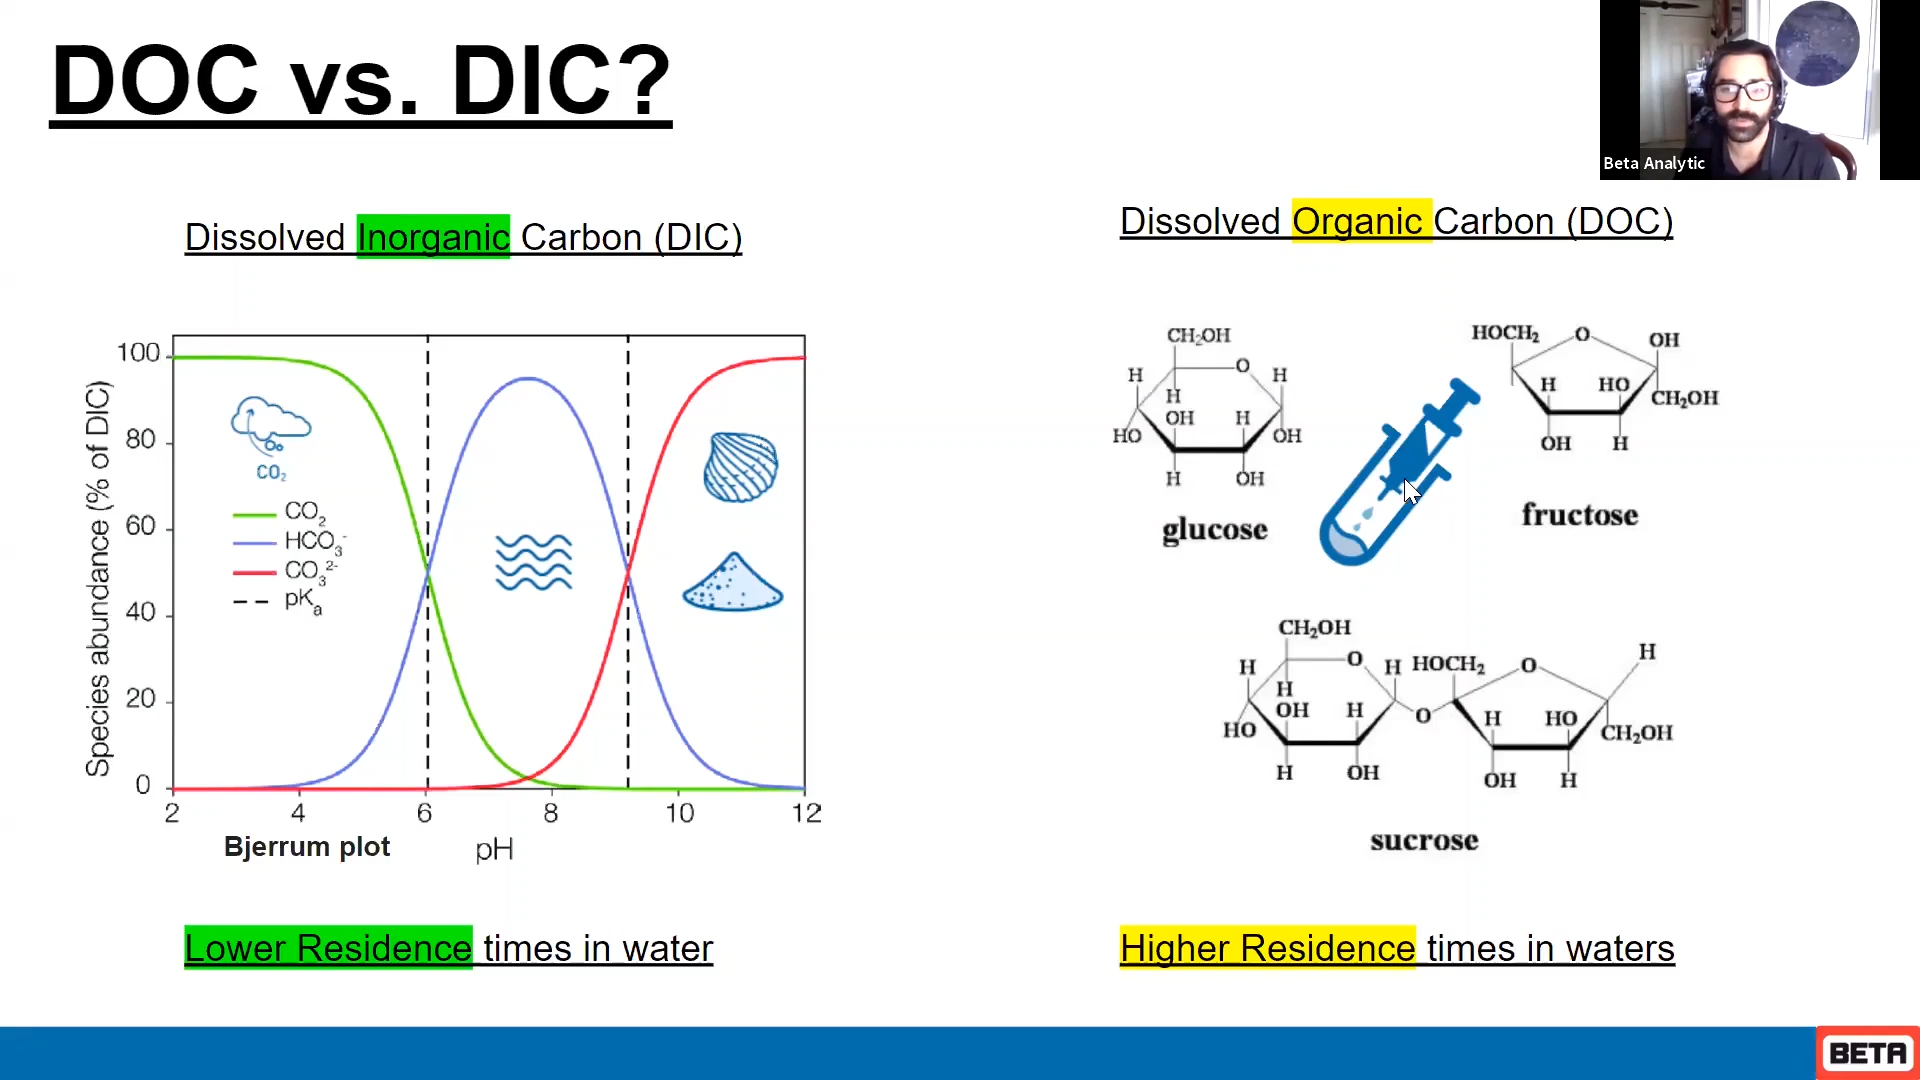 DOC vs. DIC?
Beta Analytic
Dissolved Inorganic Carbon (DIC)
Species abundance (% of DIC)
100
80
60
40
20
0
CO₂
CO₂
HCO₃⁻
CO₃²⁻
pKₐ
2 4 6 8 10 12
Bjerrum plot
pH
Lower Residence times in water
Dissolved Organic Carbon (DOC)
CH₂OH
O
H H
H
OH H
HO OH
H OH
glucose
HOCH₂ O OH
H HO
CH₂OH
OH H
fructose
CH₂OH
H O H HOCH₂ O H
H
OH H O H HO
HO CH₂OH
H OH OH H
sucrose
Higher Residence times in waters
BETA